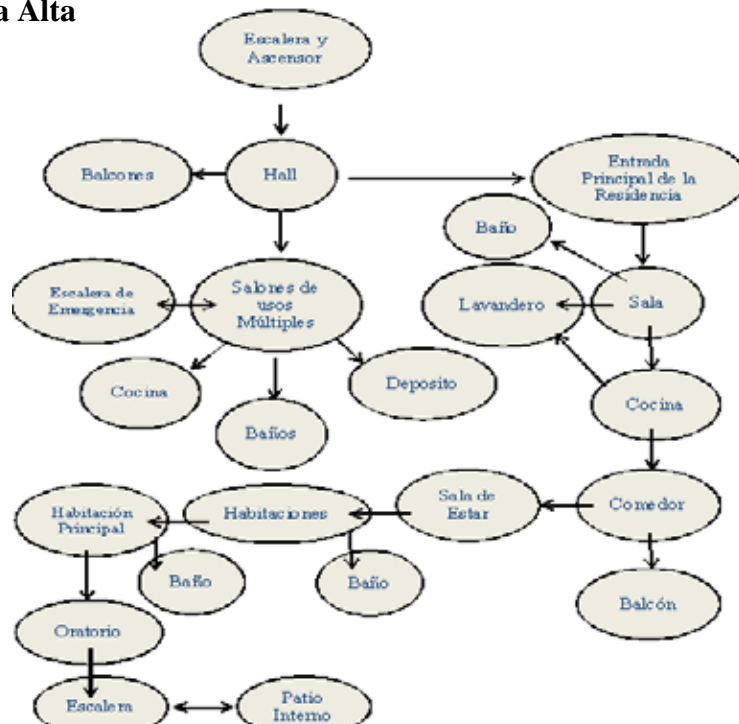 a Alta
Escalera y
Ascensor
Balcones
Hall
Entrada
Principal de la
Residencia
Baño
Escalera de
Emergencia
Salones de
usos
Múltiples
Lavandero
Sala
Cocina
Deposito
Cocina
Baños
Habitación
Principal
Habitaciones
Sala de
Estar
Comedor
Baño
Baño
Balcón
Oratorio
Escalera
Patio
Interno